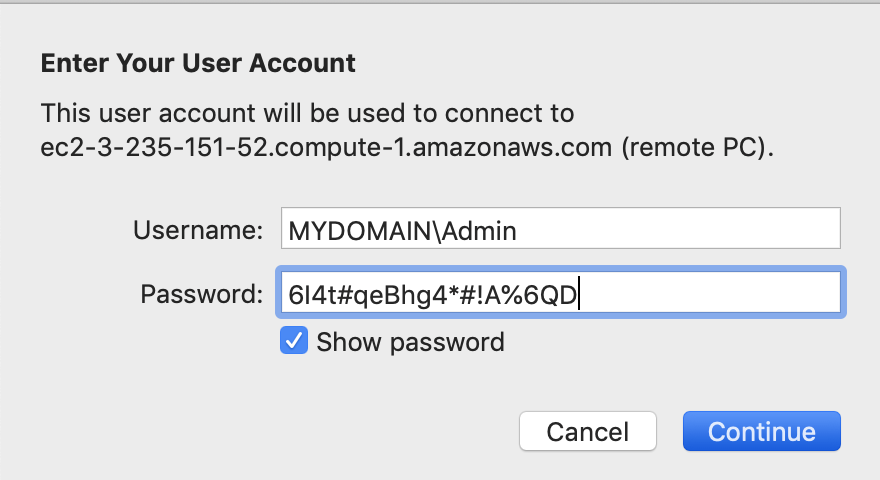 Enter Your User Account
This user account will be used to connect to
ec2-3-235-151-52.compute-1.amazonaws.com (remote PC).
Username: MYDOMAIN\Admin
Password: 6I4t#qeBhg4*#!A%6QD
Show password
Cancel Continue